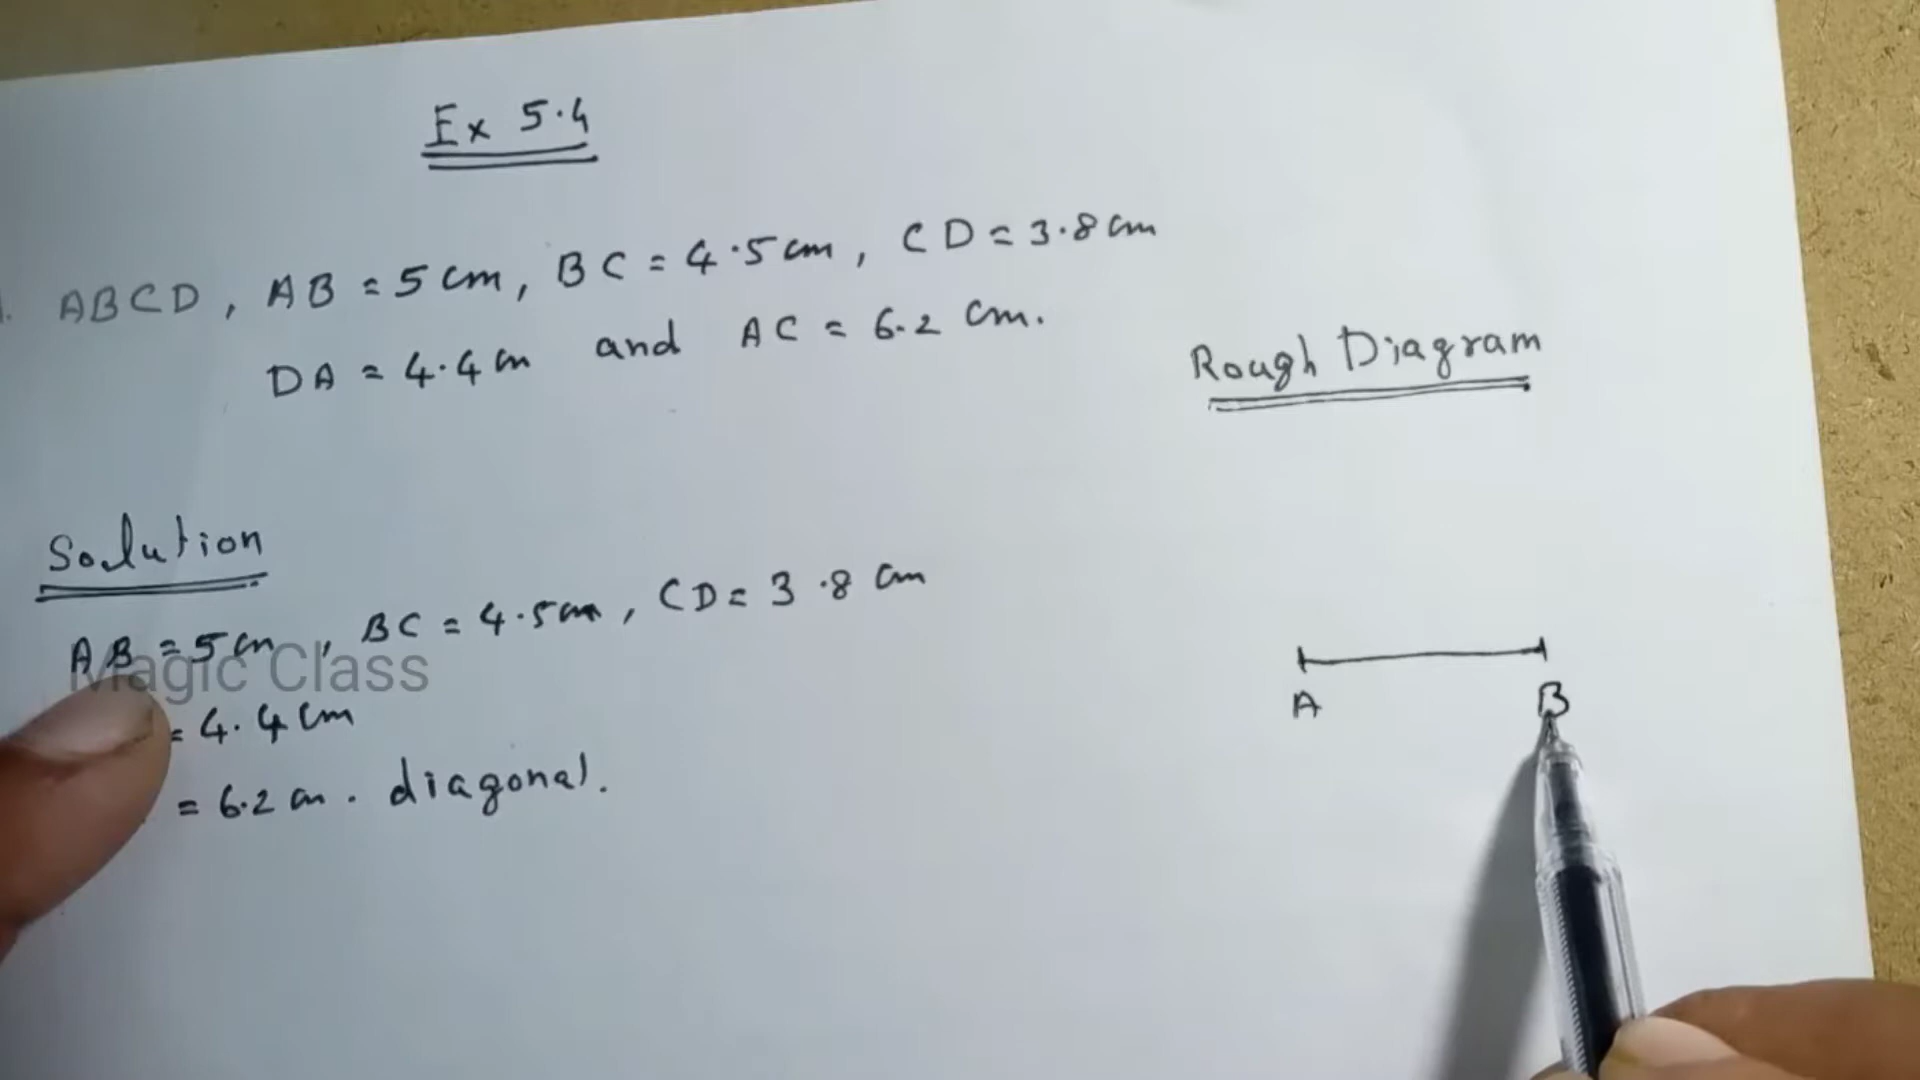 Ex 5.4
1. ABCD, AB = 5 cm, BC = 4.5 cm, CD = 3.8 cm
DA = 4.4 cm and AC = 6.2 cm.
Rough Diagram
Solution
AB = 5 cm, BC = 4.5 cm, CD = 3.8 cm
Magic Class
= 4.4 cm
= 6.2 cm. diagonal.
A B